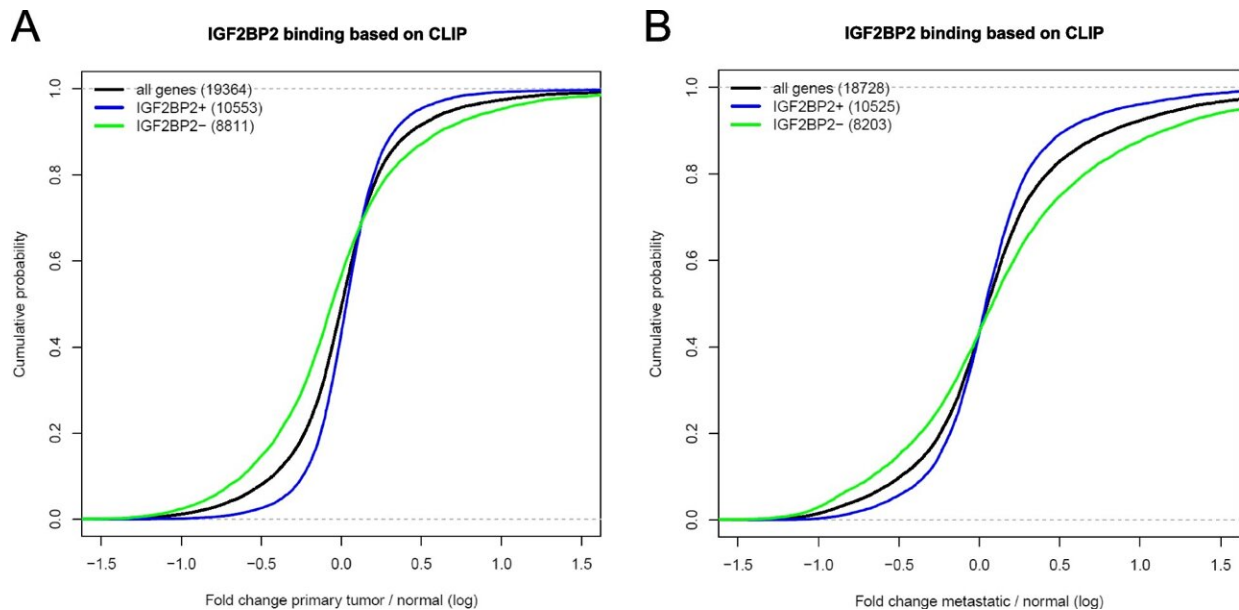 A
IGF2BP2 binding based on CLIP
all genes (19364)
IGF2BP2+ (10553)
IGF2BP2− (8811)
Cumulative probability
1.0
0.8
0.6
0.4
0.2
0.0
−1.5 −1.0 −0.5 0.0 0.5 1.0 1.5
Fold change primary tumor / normal (log)
B
IGF2BP2 binding based on CLIP
all genes (18728)
IGF2BP2+ (10525)
IGF2BP2− (8203)
Cumulative probability
1.0
0.8
0.6
0.4
0.2
0.0
−1.5 −1.0 −0.5 0.0 0.5 1.0 1.5
Fold change metastatic / normal (log)